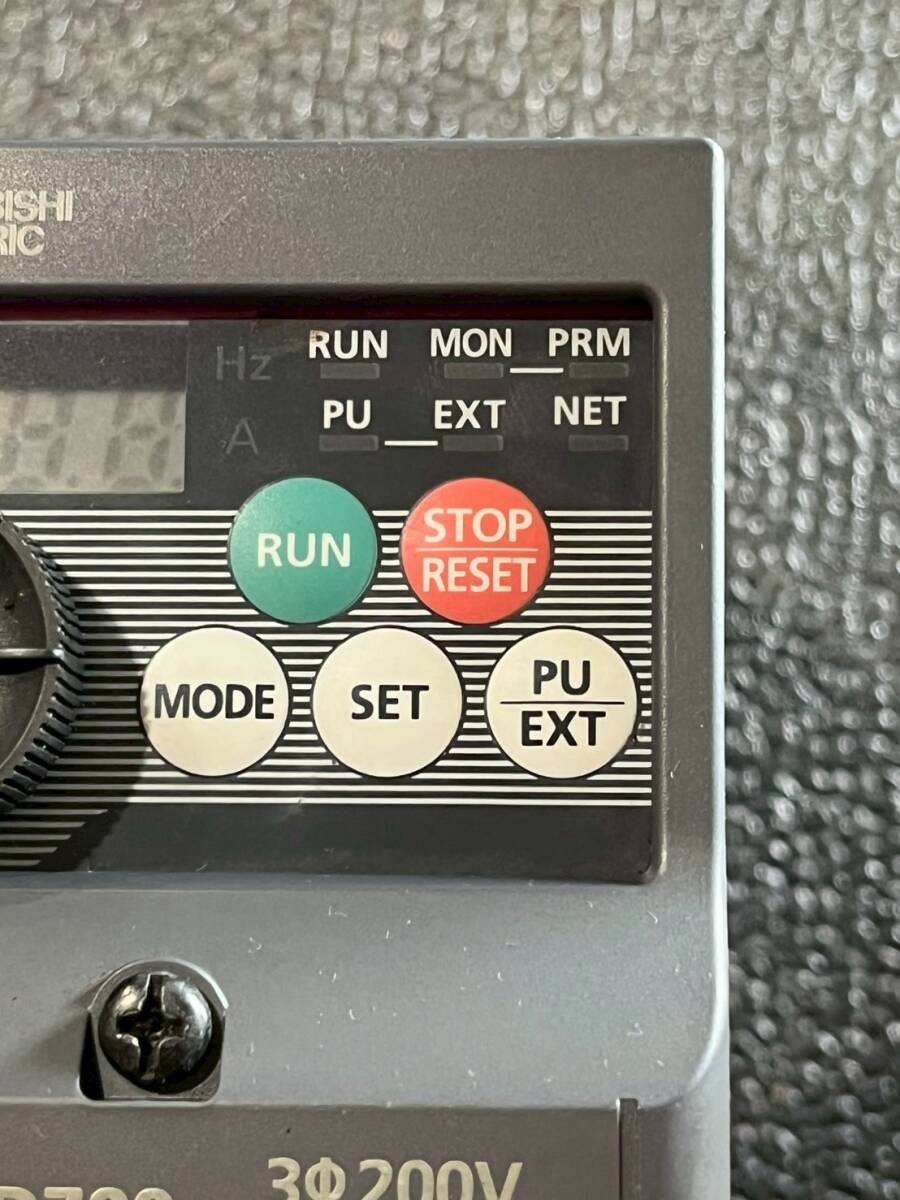 BISHI
RIC
Hz RUN MON PRM
A PU EXT NET
RUN STOP
RESET
MODE SET PU
EXT
3Φ200V